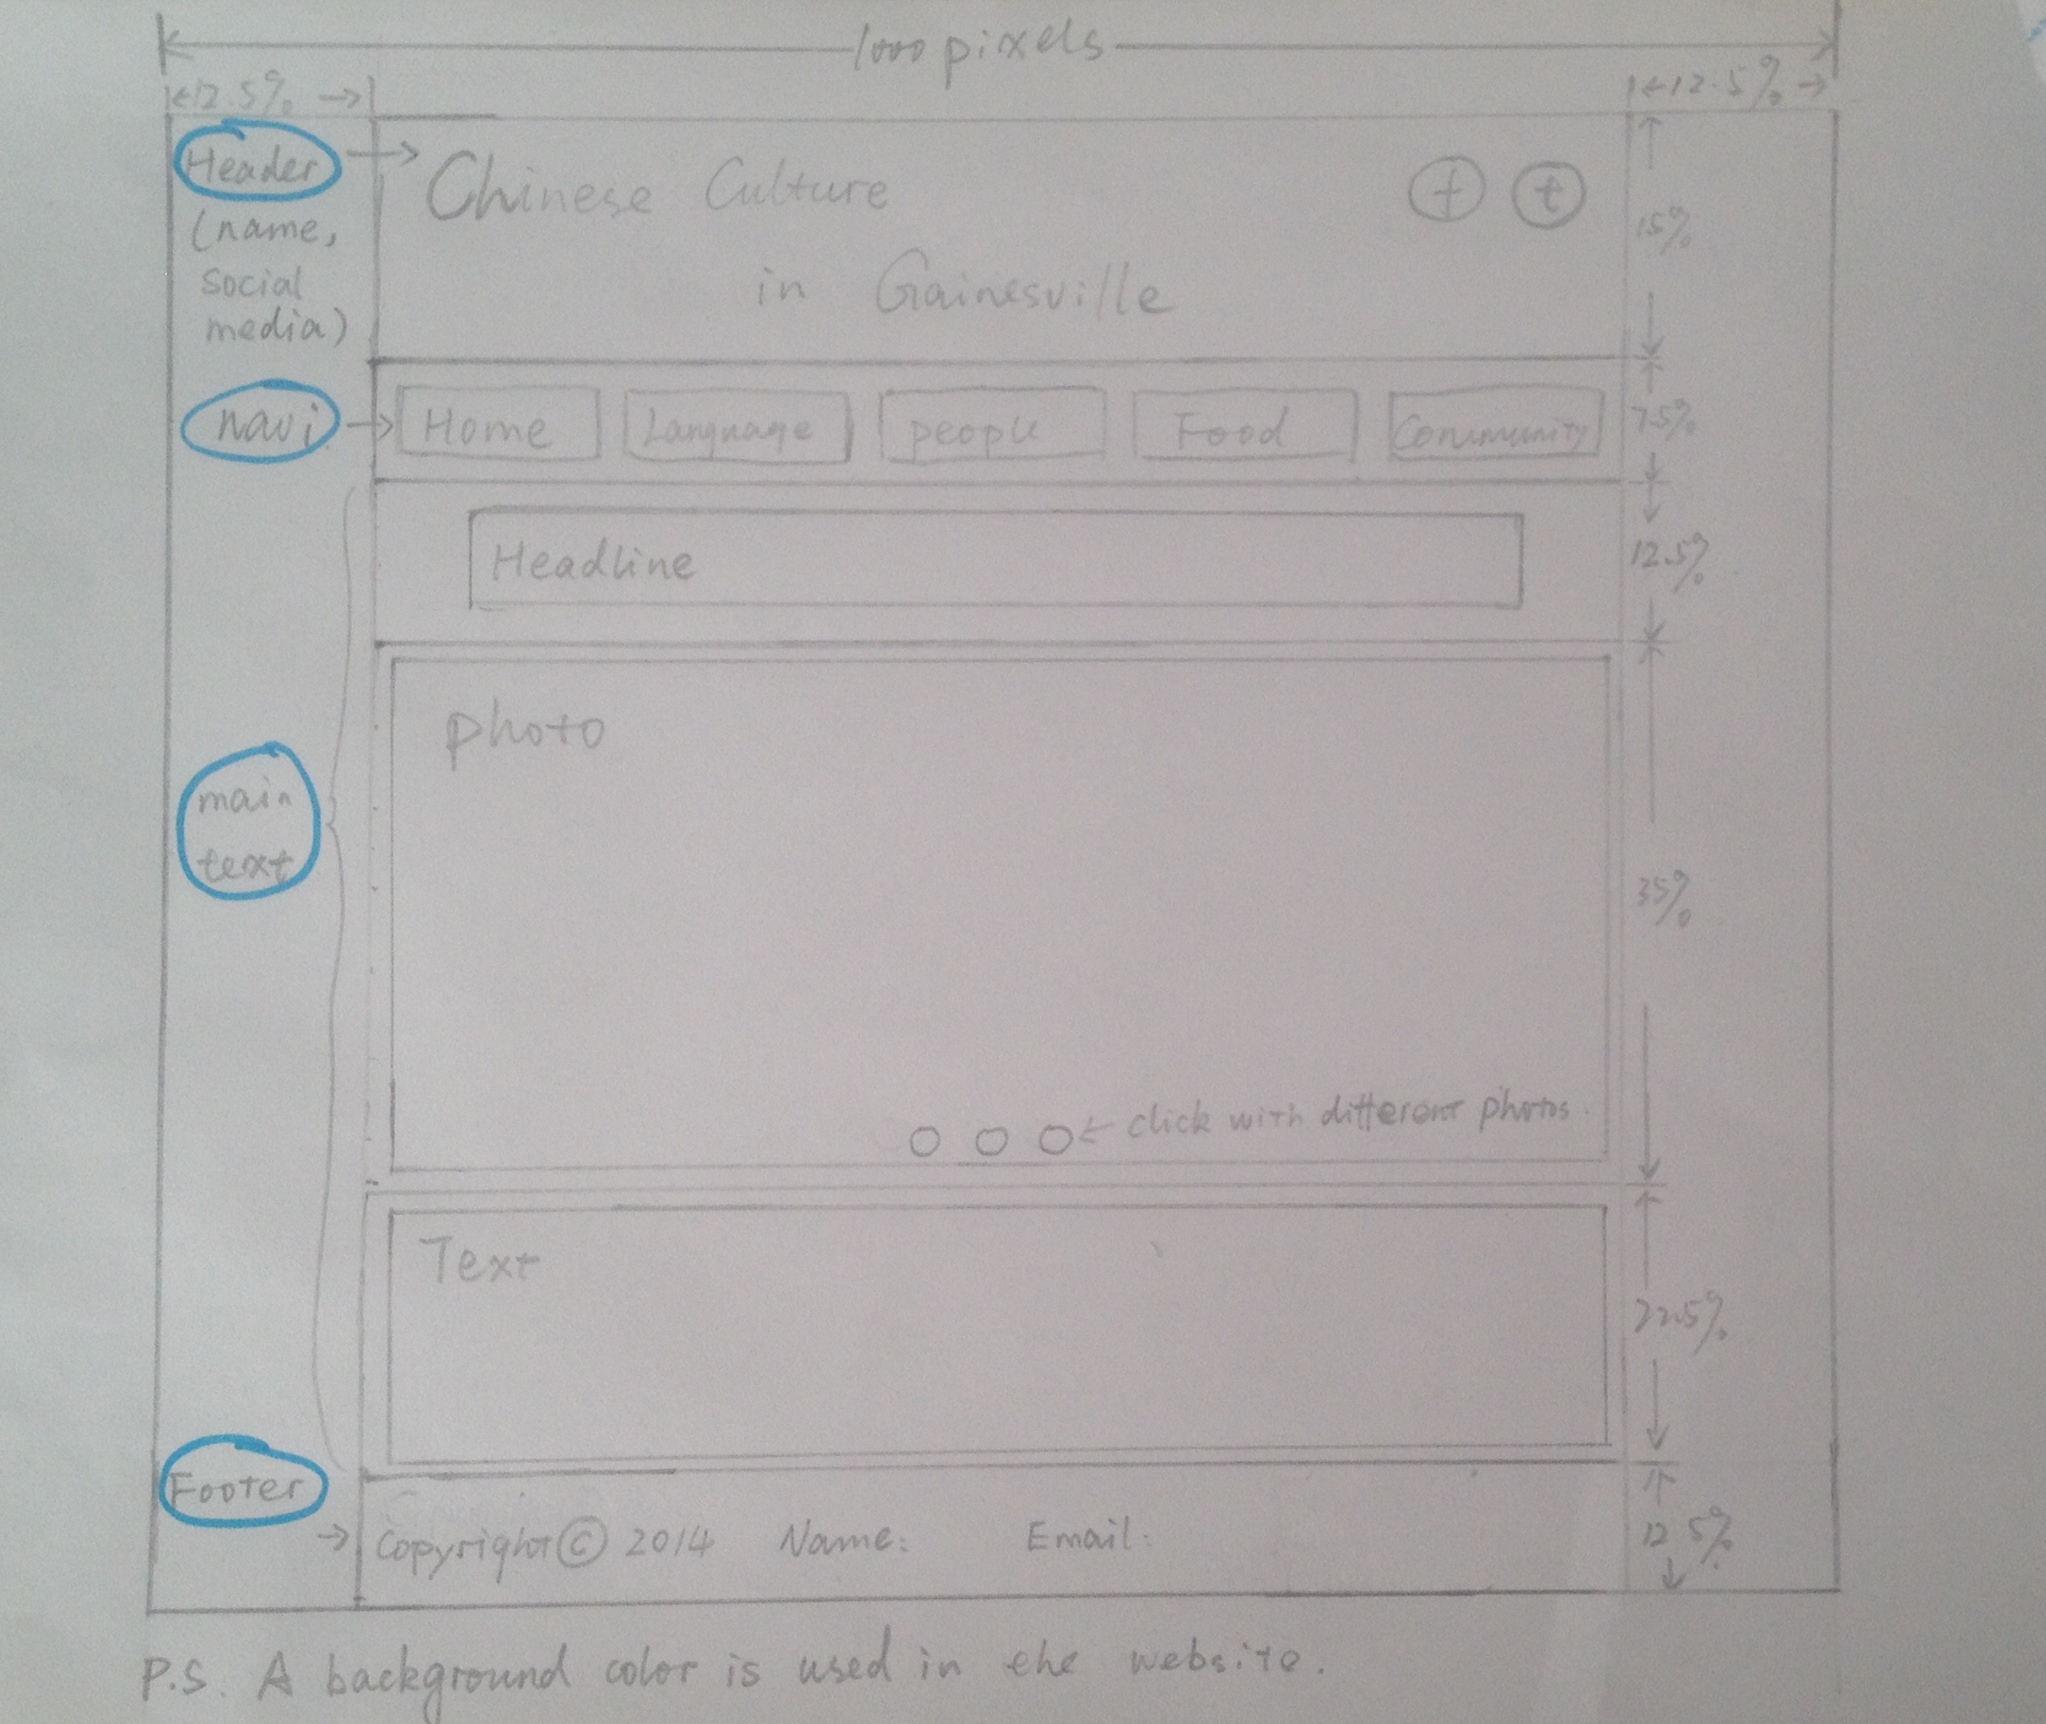 1000 pixels
12.5%
12.5%
Header
(name,
social
media)
Chinese Culture
in Gainesville
f t
15%
navi
Home Language people Food Community
7.5%
Headline
12.5%
photo
main
text
35%
click with different photos.
Text
22.5%
Footer
Copyright © 2014 Name: Email:
12.5%
P.S. A background color is used in the website.